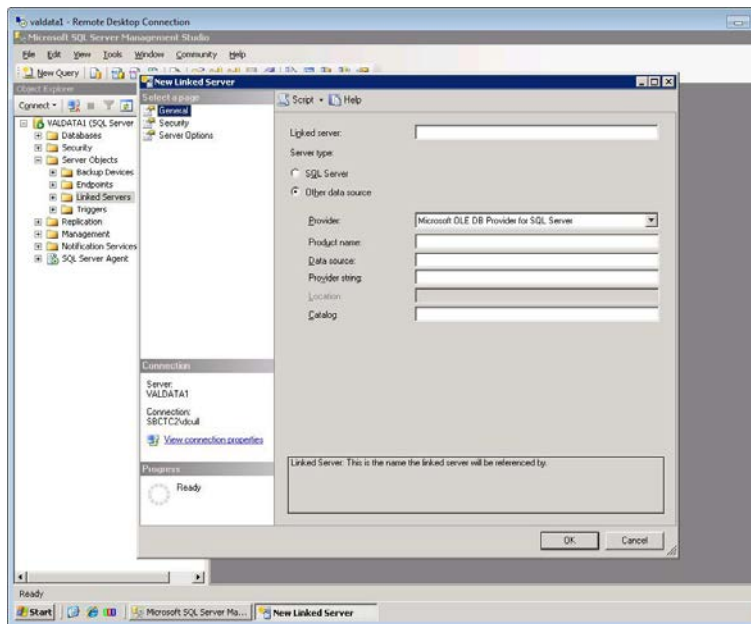 valdata1 - Remote Desktop Connection
Microsoft SQL Server Management Studio
File Edit View Tools Window Community Help
New Query
Object Explorer
Connect
VALDATA1 (SQL Server
Databases
Security
Server Objects
Backup Devices
Endpoints
Linked Servers
Triggers
Replication
Management
Notification Services
SQL Server Agent
New Linked Server
Select a page
General
Security
Server Options
Script Help
Linked server:
Server type:
SQL Server
Other data source
Provider: Microsoft OLE DB Provider for SQL Server
Product name:
Data source:
Provider string:
Location:
Catalog:
Connection
Server:
VALDATA1
Connection:
SBCTC2\dcull
View connection properties
Progress
Ready
Linked Server: This is the name the linked server will be referenced by.
OK Cancel
Ready
Start Microsoft SQL Server Ma... New Linked Server